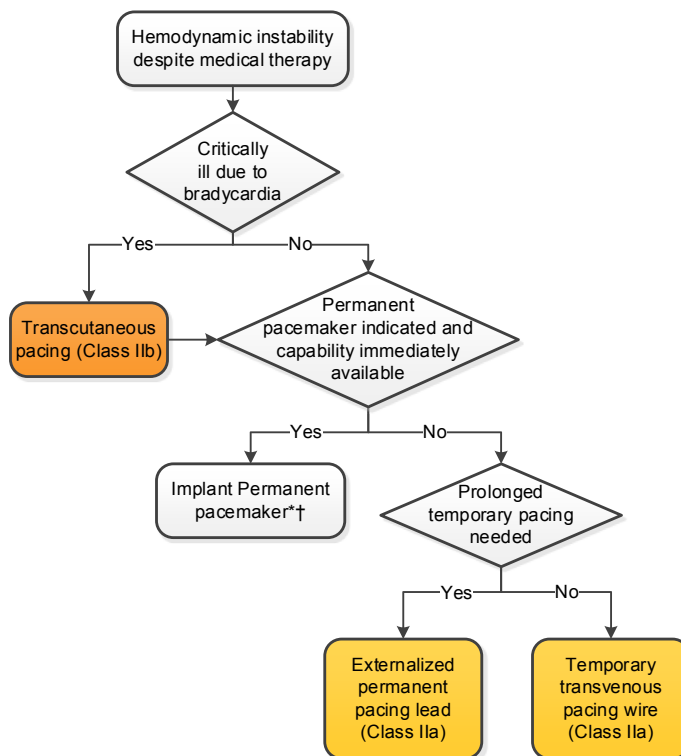 Hemodynamic instability
despite medical therapy
Critically
ill due to
bradycardia
Yes
No
Transcutaneous
pacing (Class IIb)
Permanent
pacemaker indicated and
capability immediately
available
Yes
No
Implant Permanent
pacemaker*†
Prolonged
temporary pacing
needed
Yes
No
Externalized
permanent
pacing lead
(Class IIa)
Temporary
transvenous
pacing wire
(Class IIa)